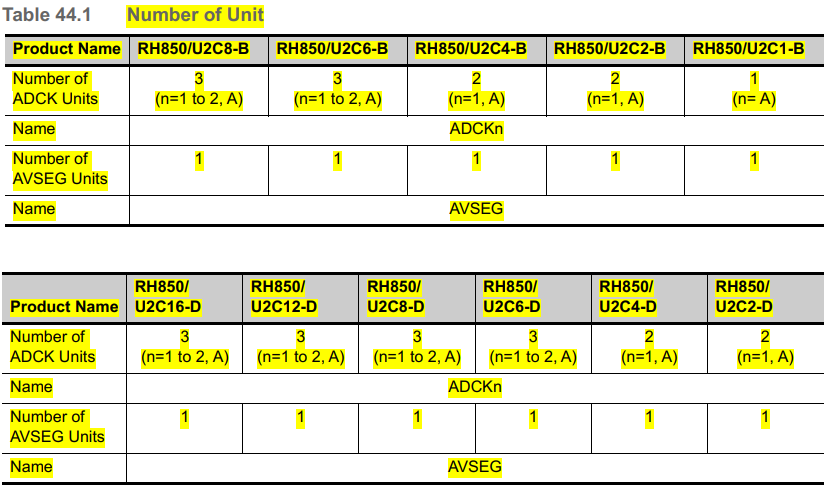 Table 44.1 Number of Unit
Product Name RH850/U2C8-B RH850/U2C6-B RH850/U2C4-B RH850/U2C2-B RH850/U2C1-B
Number of ADCK Units 3 (n=1 to 2, A) 3 (n=1 to 2, A) 2 (n=1, A) 2 (n=1, A) 1 (n= A)
Name ADCKn
Number of AVSEG Units 1 1 1 1 1
Name AVSEG
Product Name RH850/U2C16-D RH850/U2C12-D RH850/U2C8-D RH850/U2C6-D RH850/U2C4-D RH850/U2C2-D
Number of ADCK Units 3 (n=1 to 2, A) 3 (n=1 to 2, A) 3 (n=1 to 2, A) 3 (n=1 to 2, A) 2 (n=1, A) 2 (n=1, A)
Name ADCKn
Number of AVSEG Units 1 1 1 1 1 1
Name AVSEG